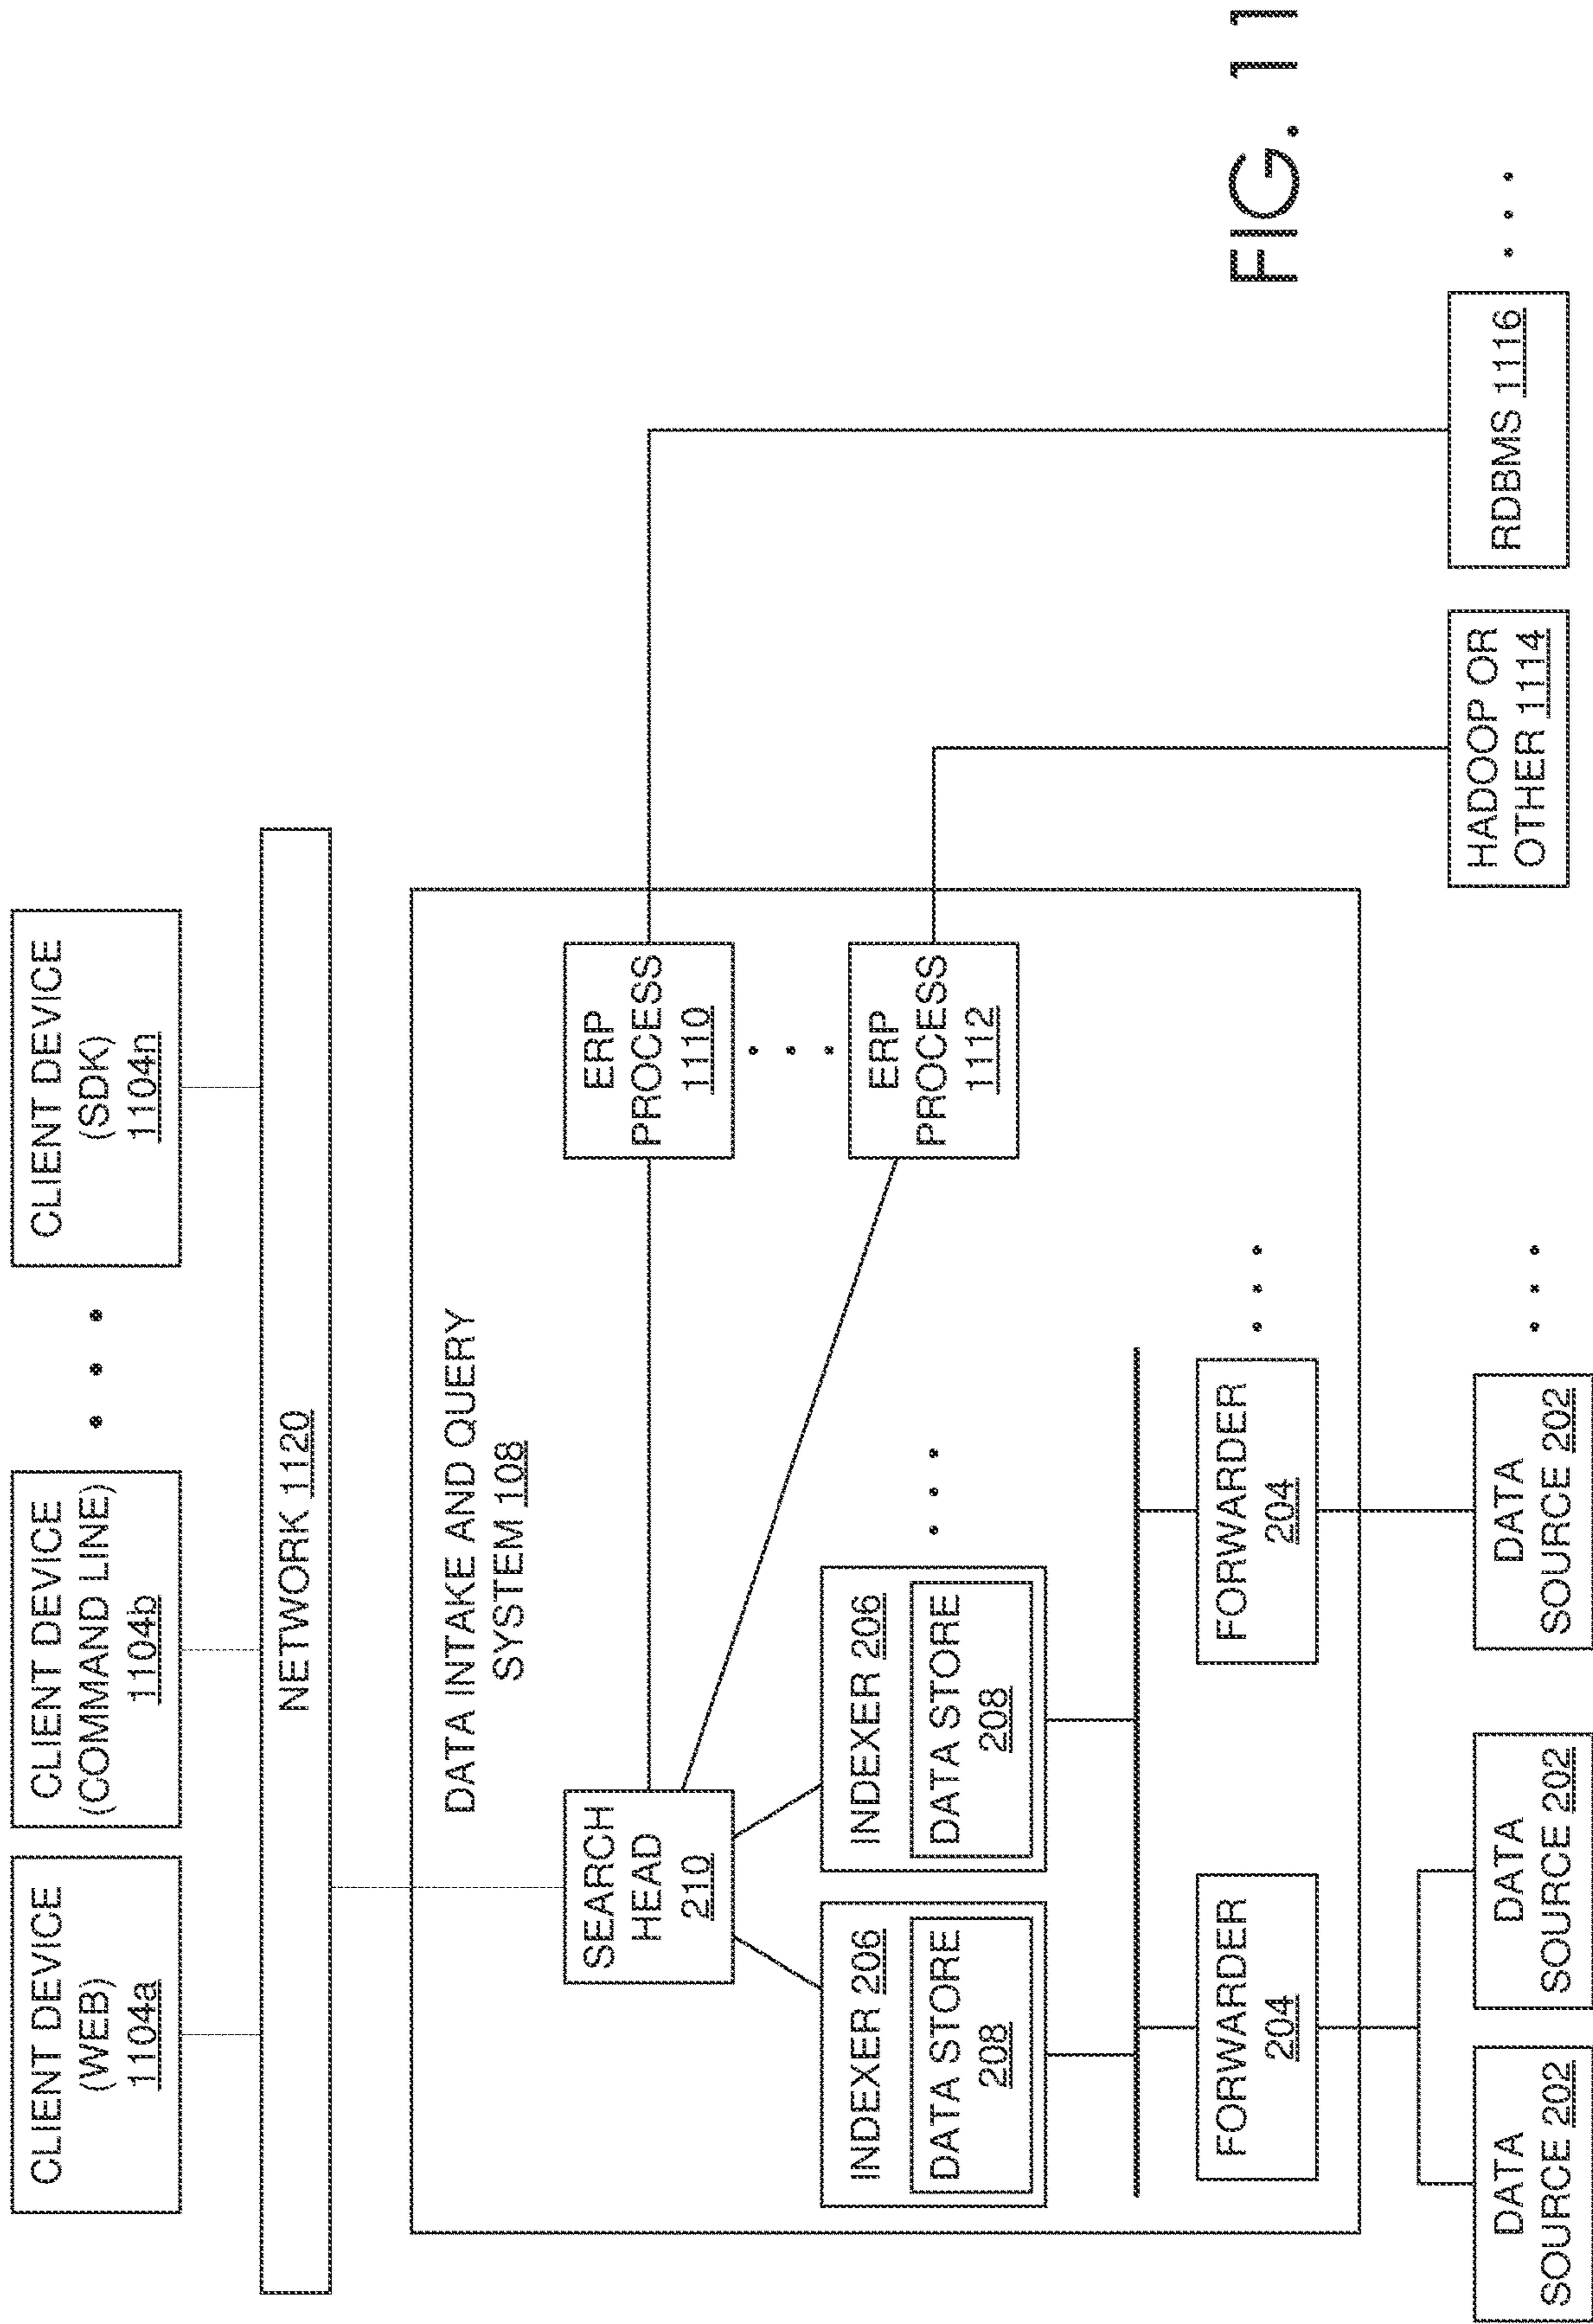 CLIENT DEVICE
(WEB)
1104a
CLIENT DEVICE
(COMMAND LINE)
1104b
CLIENT DEVICE
(SDK)
1104n
NETWORK 1120
DATA INTAKE AND QUERY
SYSTEM 108
SEARCH
HEAD
210
ERP
PROCESS
1110
INDEXER 206
DATA STORE
208
INDEXER 206
DATA STORE
208
ERP
PROCESS
1112
FORWARDER
204
FORWARDER
204
DATA
SOURCE 202
DATA
SOURCE 202
DATA
SOURCE 202
HADOOP OR
OTHER 1114
RDBMS 1116
FIG. 11